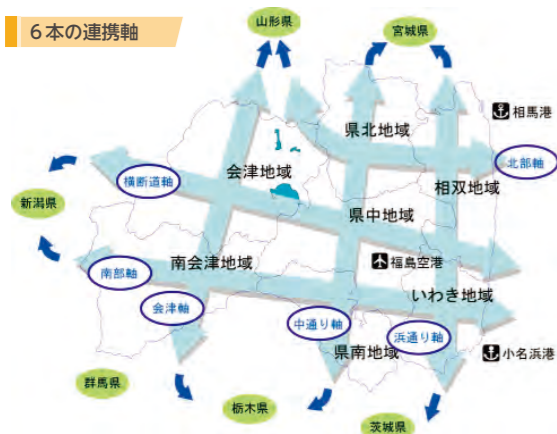 6本の連携軸
山形県
宮城県
相馬港
県北地域
北部軸
会津地域
横断道軸
相双地域
新潟県
県中地域
南会津地域
福島空港
南部軸
いわき地域
会津軸
中通り軸
浜通り軸
県南地域
小名浜港
群馬県
栃木県
茨城県